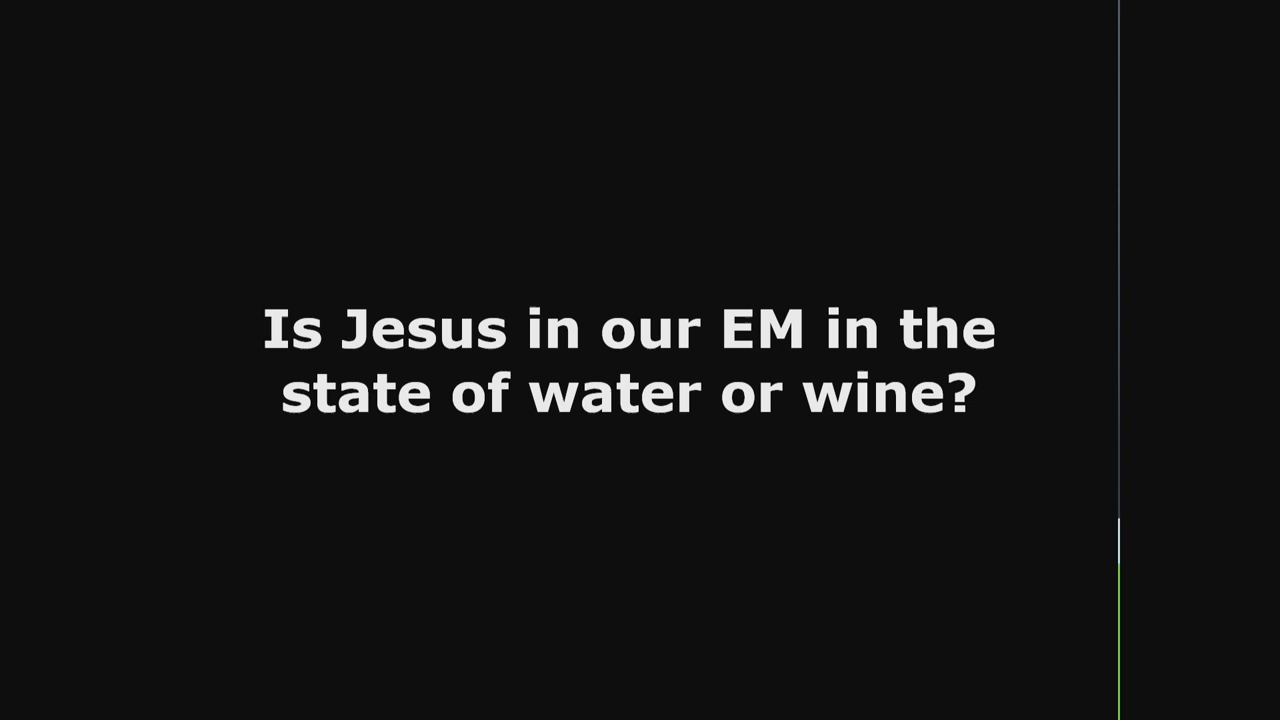 Is Jesus in our EM in the
state of water or wine?